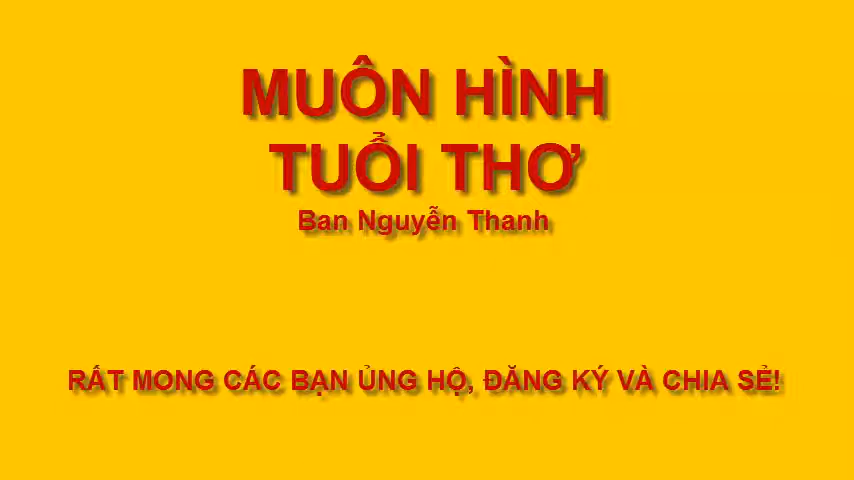 MUÔN HÌNH
TUỔI THƠ
Ban Nguyễn Thanh
RẤT MONG CÁC BẠN ỦNG HỘ, ĐĂNG KÝ VÀ CHIA SẺ!